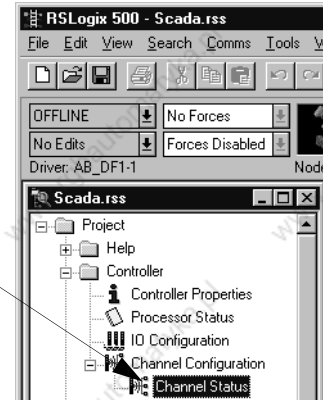 RSLogix 500 - Scada.rss
File Edit View Search Comms Tools
OFFLINE No Forces
No Edits Forces Disabled
Driver: AB_DF1-1 Node
Scada.rss
Project
Help
Controller
Controller Properties
Processor Status
IO Configuration
Channel Configuration
Channel Status